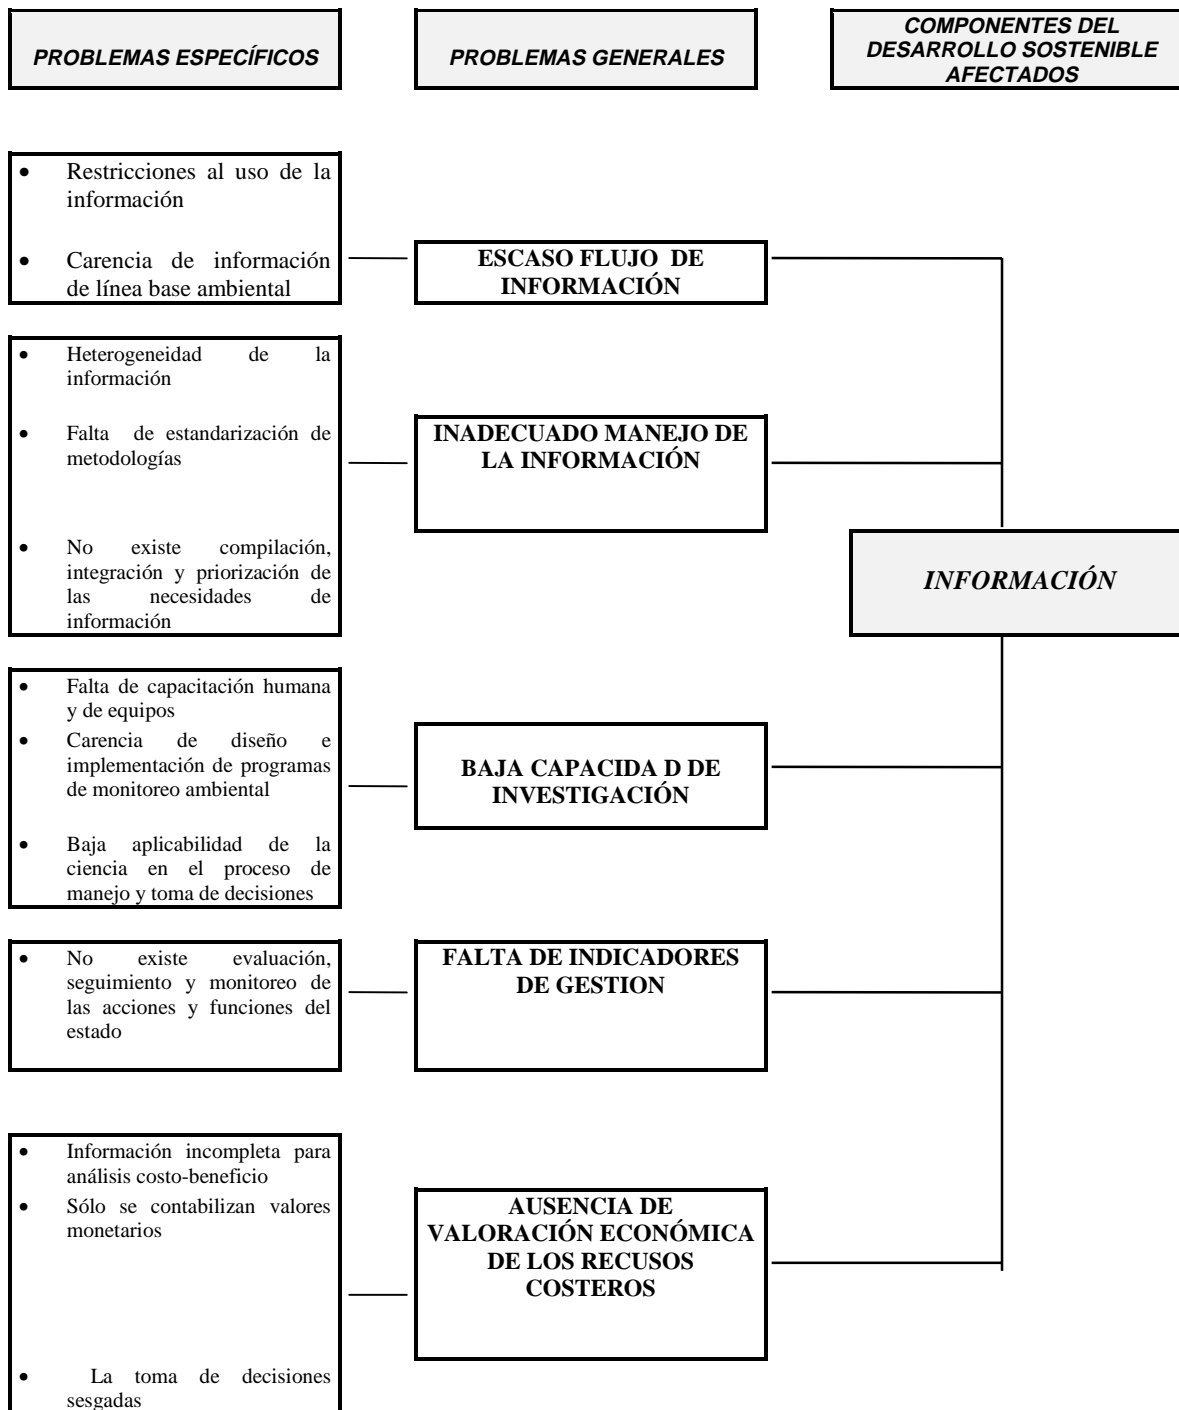 PROBLEMAS ESPECÍFICOS
PROBLEMAS GENERALES
COMPONENTES DEL
DESARROLLO SOSTENIBLE
AFECTADOS
• Restricciones al uso de la
información
• Carencia de información
de línea base ambiental
ESCASO FLUJO DE
INFORMACIÓN
• Heterogeneidad de la
información
• Falta de estandarización de
metodologías
• No existe compilación,
integración y priorización de
las necesidades de
información
INADECUADO MANEJO DE
LA INFORMACIÓN
INFORMACIÓN
• Falta de capacitación humana
y de equipos
• Carencia de diseño e
implementación de programas
de monitoreo ambiental
• Baja aplicabilidad de la
ciencia en el proceso de
manejo y toma de decisiones
BAJA CAPACIDA D DE
INVESTIGACIÓN
• No existe evaluación,
seguimiento y monitoreo de
las acciones y funciones del
estado
FALTA DE INDICADORES
DE GESTION
• Información incompleta para
análisis costo-beneficio
• Sólo se contabilizan valores
monetarios
• La toma de decisiones
sesgadas
AUSENCIA DE
VALORACIÓN ECONÓMICA
DE LOS RECUSOS
COSTEROS